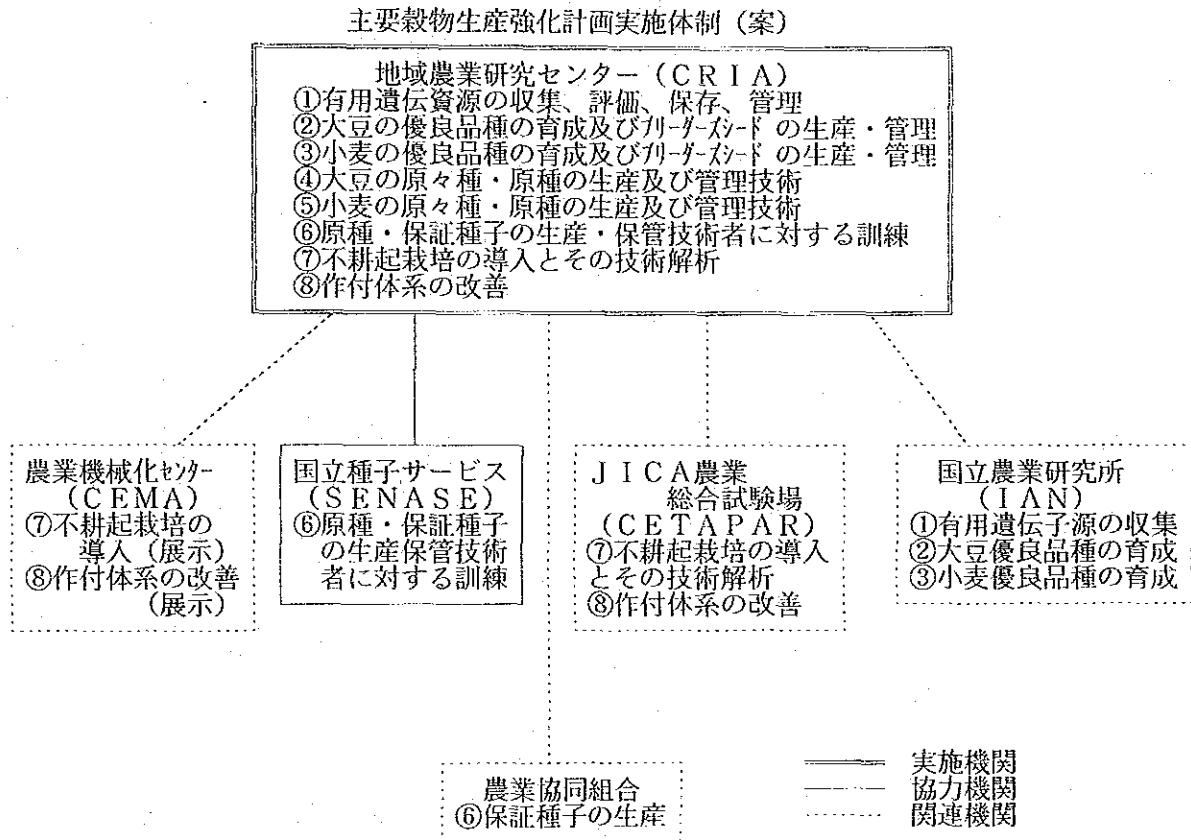 主要穀物生産強化計画実施体制（案）
地域農業研究センター（ＣＲＩＡ）
①有用遺伝資源の収集、評価、保存、管理
②大豆の優良品種の育成及びﾌﾞﾘｰﾀﾞｰｽﾞｼｰﾄﾞ の生産・管理
③小麦の優良品種の育成及びﾌﾞﾘｰﾀﾞｰｽﾞｼｰﾄﾞ の生産・管理
④大豆の原々種・原種の生産及び管理技術
⑤小麦の原々種・原種の生産及び管理技術
⑥原種・保証種子の生産・保管技術者に対する訓練
⑦不耕起栽培の導入とその技術解析
⑧作付体系の改善
農業機械化ｾﾝﾀｰ
（ＣＥＭＡ）
⑦不耕起栽培の
導入（展示）
⑧作付体系の改善
（展示）
国立種子サービス
（ＳＥＮＡＳＥ）
⑥原種・保証種子
の生産保管技術
者に対する訓練
ＪＩＣＡ農業
総合試験場
（ＣＥＴＡＰＡＲ）
⑦不耕起栽培の導入
とその技術解析
⑧作付体系の改善
国立農業研究所
（ＩＡＮ）
①有用遺伝子源の収集
②大豆優良品種の育成
③小麦優良品種の育成
農業協同組合
⑥保証種子の生産
実施機関
協力機関
関連機関